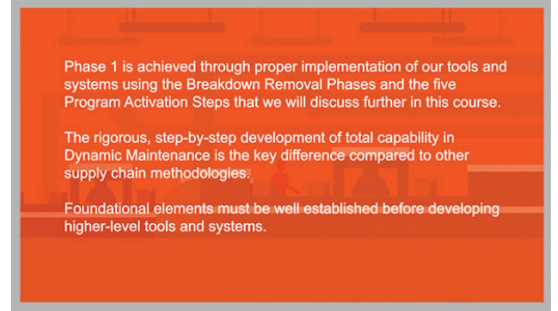 Phase 1 is achieved through proper implementation of our tools and
systems using the Breakdown Removal Phases and the five
Program Activation Steps that we will discuss further in this course.
The rigorous, step-by-step development of total capability in
Dynamic Maintenance is the key difference compared to other
supply chain methodologies.
Foundational elements must be well established before developing
higher-level tools and systems.